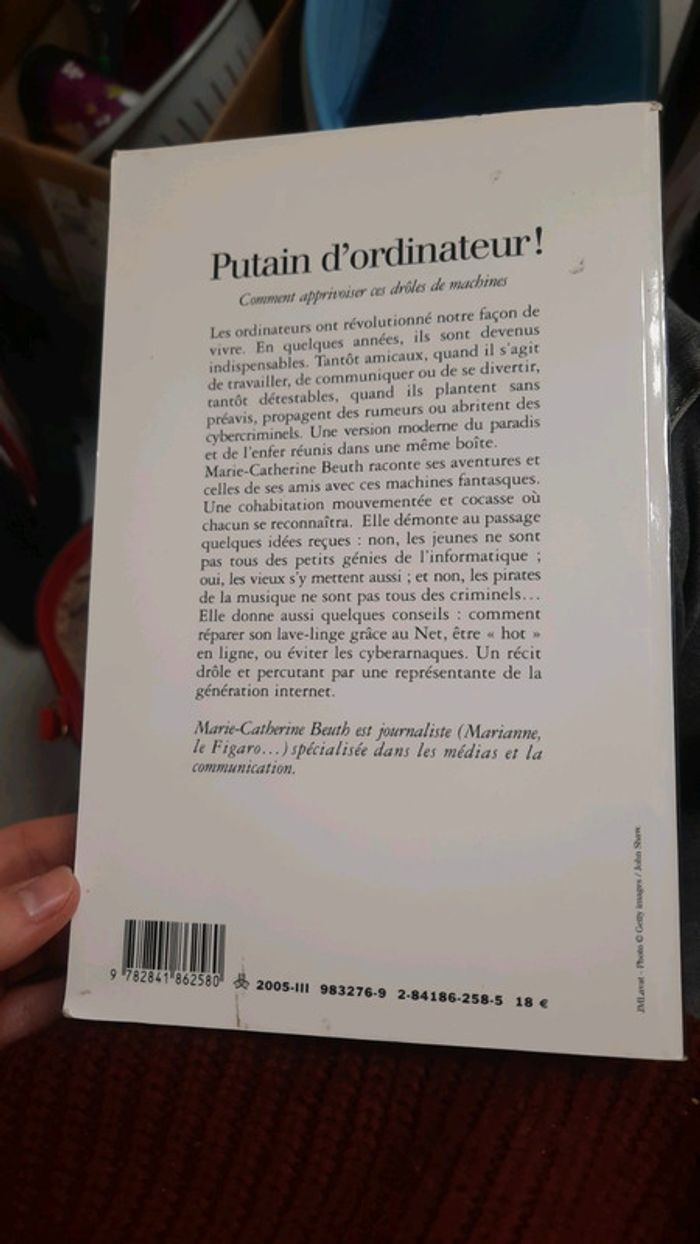 Putain d'ordinateur!
Comment apprivoiser ces drôles de machines
Les ordinateurs ont révolutionné notre façon de
vivre. En quelques années, ils sont devenus
indispensables. Tantôt amicaux, quand il s'agit
de travailler, de communiquer ou de se divertir,
tantôt détestables, quand ils plantent sans
préavis, propagent des rumeurs ou abritent des
cybercriminels. Une version moderne du paradis
et de l'enfer réunis dans une même boîte.
Marie-Catherine Beuth raconte ses aventures et
celles de ses amis avec ces machines fantasques.
Une cohabitation mouvementée et cocasse où
chacun se reconnaîtra. Elle démonte au passage
quelques idées reçues : non, les jeunes ne sont
pas tous des petits génies de l'informatique ;
oui, les vieux s'y mettent aussi ; et non, les pirates
de la musique ne sont pas tous des criminels...
Elle donne aussi quelques conseils : comment
réparer son lave-linge grâce au Net, être « hot »
en ligne, ou éviter les cyberarnaques. Un récit
drôle et percutant par une représentante de la
génération internet.
Marie-Catherine Beuth est journaliste (Marianne,
le Figaro...) spécialisée dans les médias et la
communication.
9 782841 862580
2005-III 983276-9 2-84186-258-5 18 €
JMLavat - Photo © Getty images / John Shaw